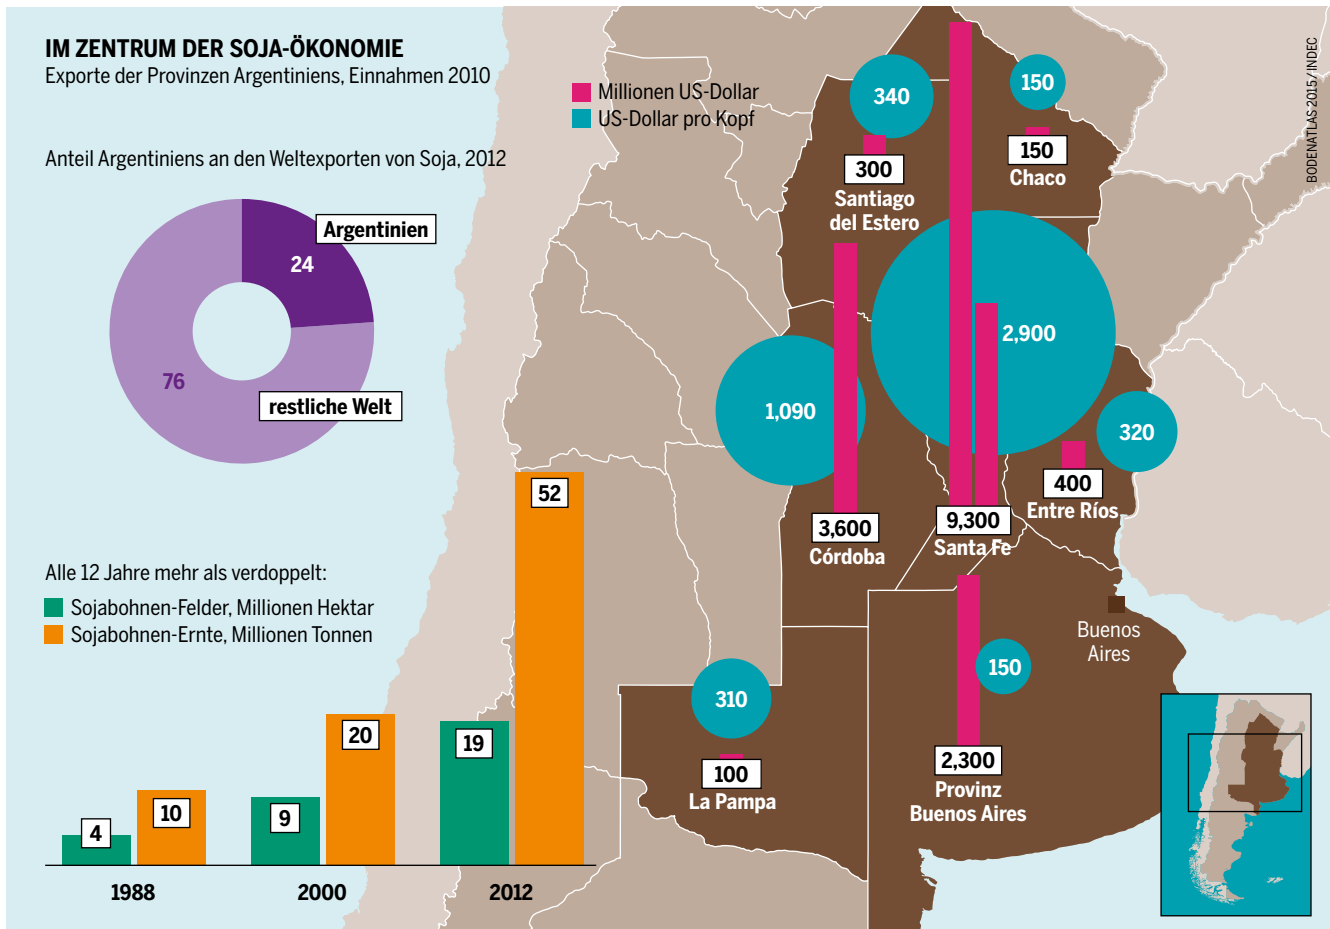 IM ZENTRUM DER SOJA-ÖKONOMIE
Exporte der Provinzen Argentiniens, Einnahmen 2010
Anteil Argentiniens an den Weltexporten von Soja, 2012
Argentinien
24
76
restliche Welt
Alle 12 Jahre mehr als verdoppelt:
Sojabohnen-Felder, Millionen Hektar
Sojabohnen-Ernte, Millionen Tonnen
4
10
9
20
19
52
1988
2000
2012
Millionen US-Dollar
US-Dollar pro Kopf
340
300
Santiago
del Estero
150
150
Chaco
1,090
3,600
Córdoba
2,900
9,300
Santa Fe
320
400
Entre Ríos
310
100
La Pampa
150
2,300
Provinz
Buenos Aires
Buenos
Aires
BODENATLAS 2015 / INDEC